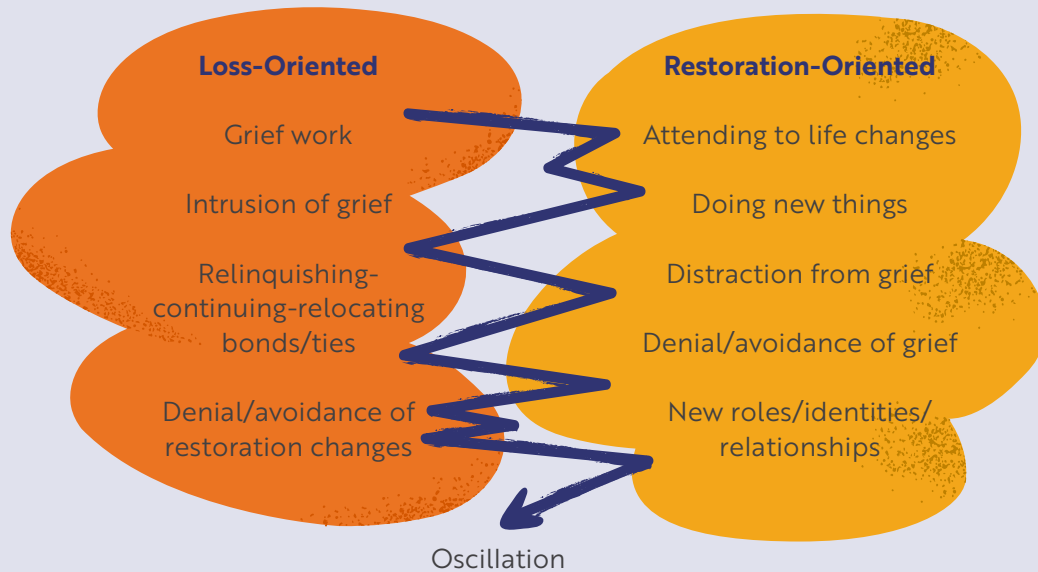 Loss-Oriented
Grief work
Intrusion of grief
Relinquishing-
continuing-relocating
bonds/ties
Denial/avoidance of
restoration changes
Restoration-Oriented
Attending to life changes
Doing new things
Distraction from grief
Denial/avoidance of grief
New roles/identities/
relationships
Oscillation